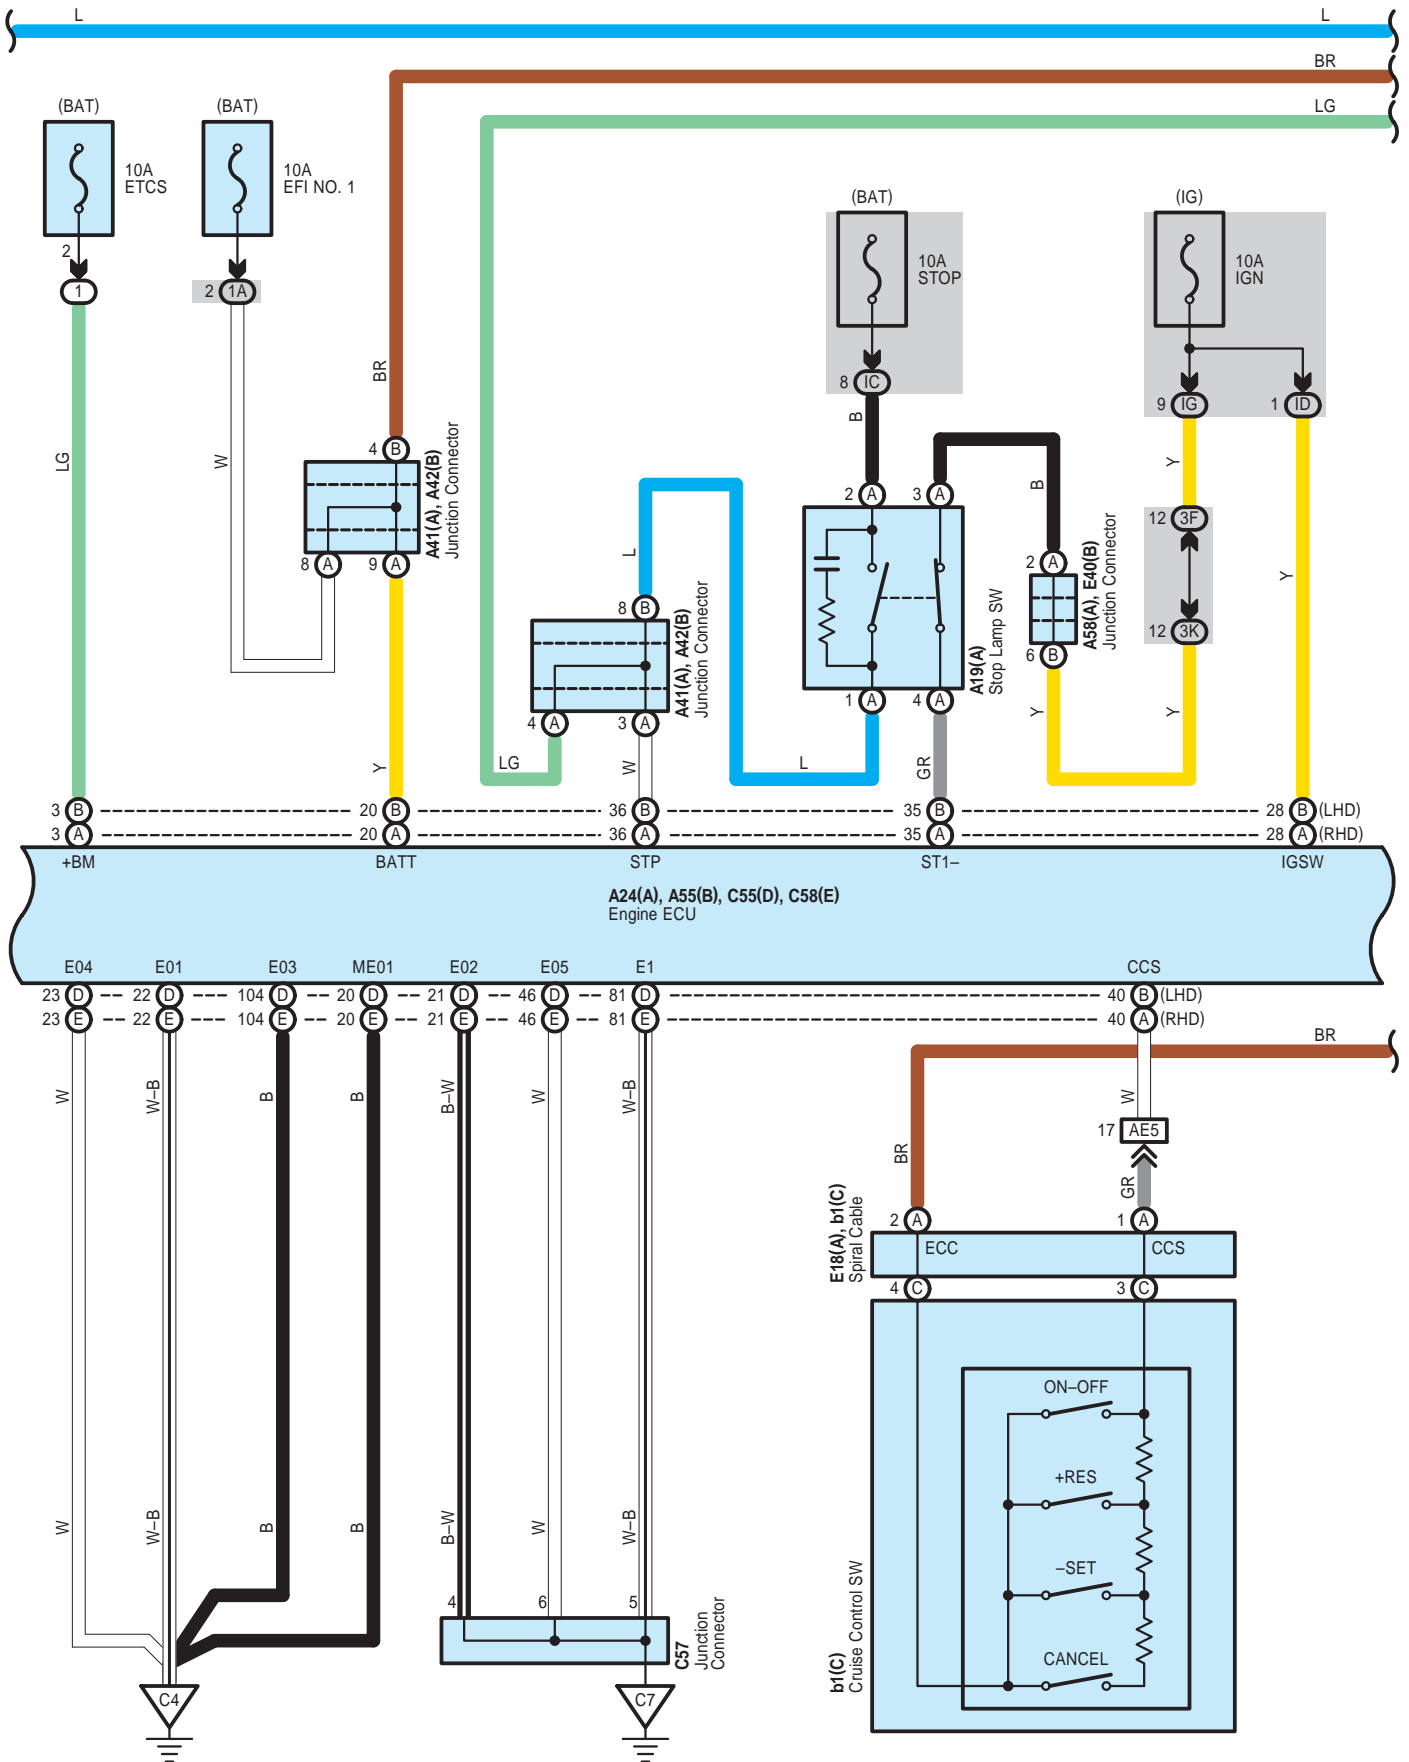 L L
BR
LG
(BAT) (BAT)
10A
ETCS
10A
EFI NO. 1
(BAT) (IG)
10A
STOP
10A
IGN
2
1
2 1A
8 IC
9 IG
1 ID
BR
B
Y
LG
W
4 B
A41(A), A42(B)
Junction Connector
8 A 9 A
2 A 3 A
B
12 3F
2 A
A58(A), E40(B)
Junction Connector
Y
L
8 B
A41(A), A42(B)
Junction Connector
12 3K
6 B
A19(A)
Stop Lamp SW
4 A 3 A
1 A 4 A
Y
Y
Y
LG
W
L
GR
3 B 20 B 36 B 35 B 28 B (LHD)
3 A 20 A 36 A 35 A 28 A (RHD)
+BM BATT STP ST1– IGSW
A24(A), A55(B), C55(D), C58(E)
Engine ECU
E04 E01 E03 ME01 E02 E05 E1 CCS
23 D 22 D 104 D 20 D 21 D 46 D 81 D 40 B (LHD)
23 E 22 E 104 E 20 E 21 E 46 E 81 E 40 A (RHD)
BR
W W–B B B B–W W W–B W
17 AE5
BR
GR
2 A 1 A
E18(A), b1(C)
Spiral Cable
ECC CCS
4 C 3 C
ON–OFF
+RES
W W–B B B B–W W W–B
–SET
4 6 5
C57
Junction
Connector
CANCEL
b1(C)
Cruise Control SW
C4 C7